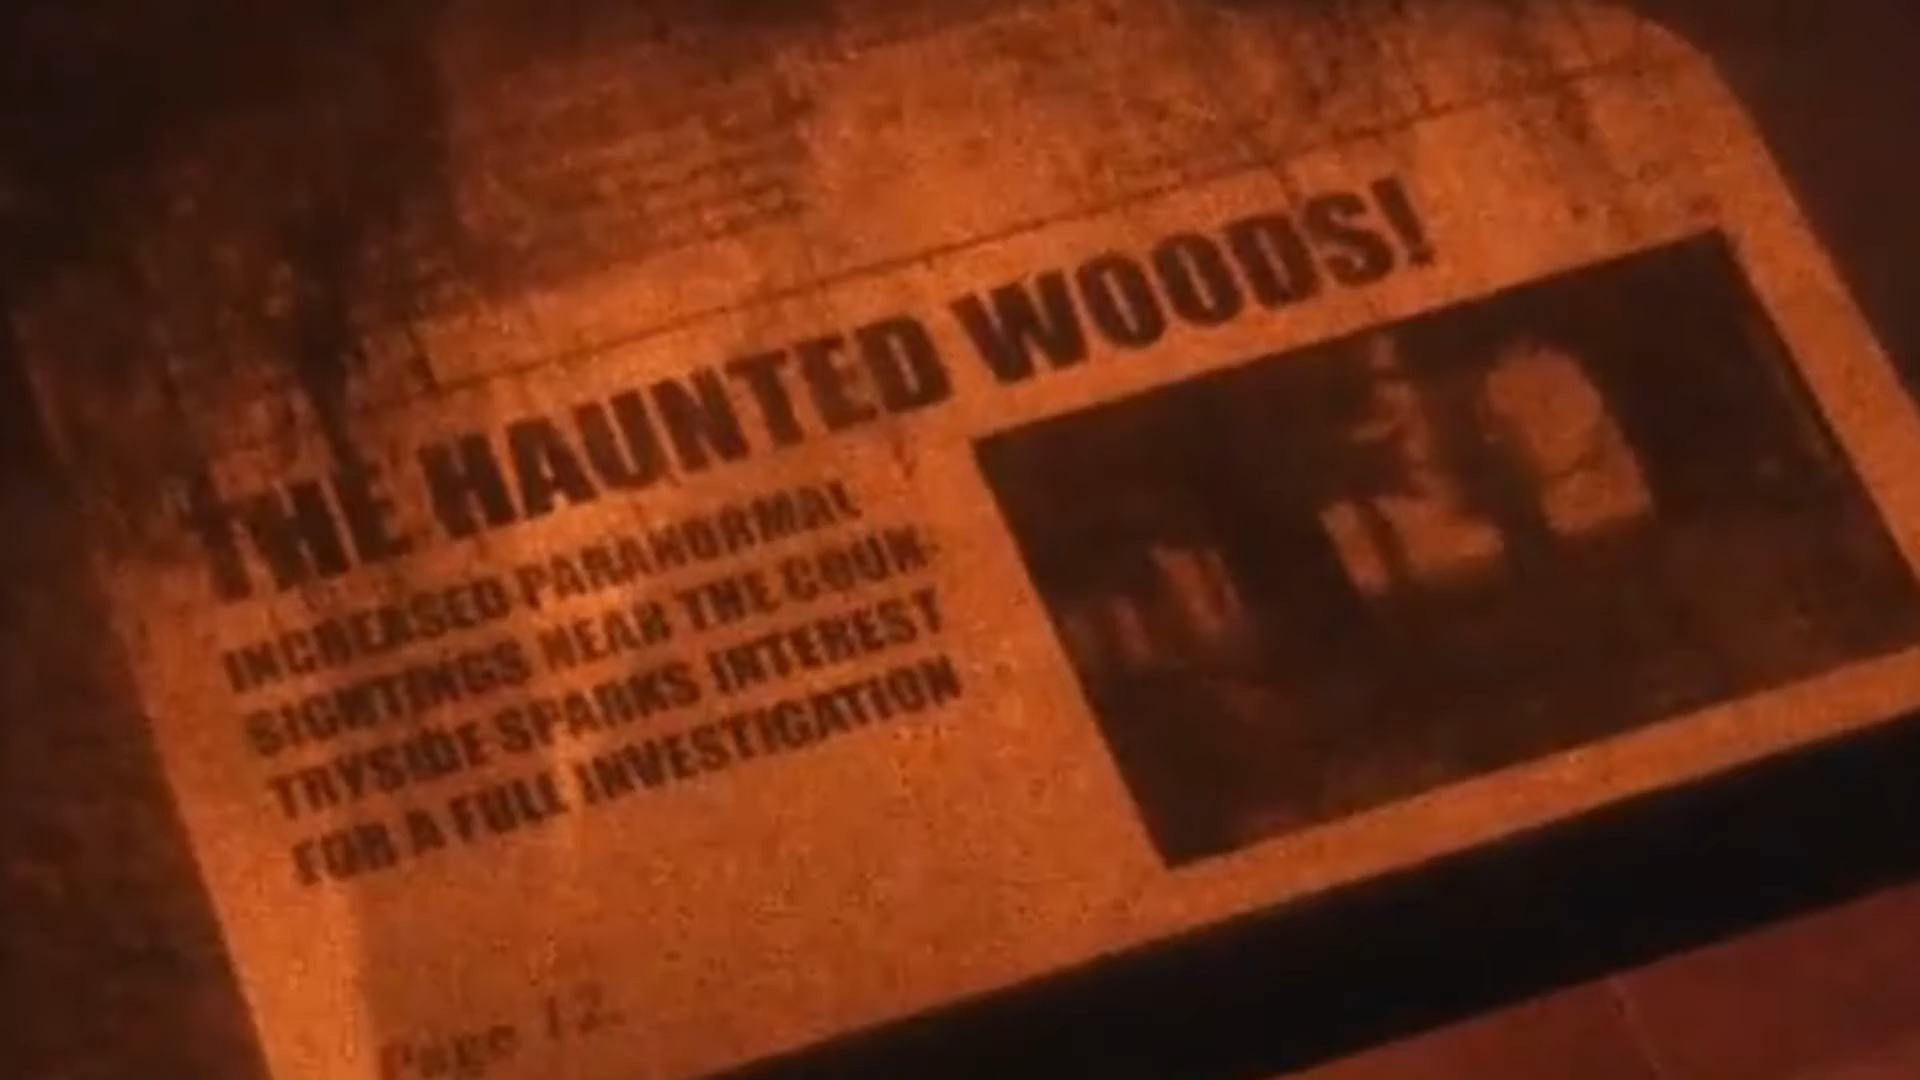 THE HAUNTED WOODS!
INCREASED PARANORMAL
SIGHTINGS NEAR THE COUN-
TRYSIDE SPARKS INTEREST
FOR A FULL INVESTIGATION
Page 12.